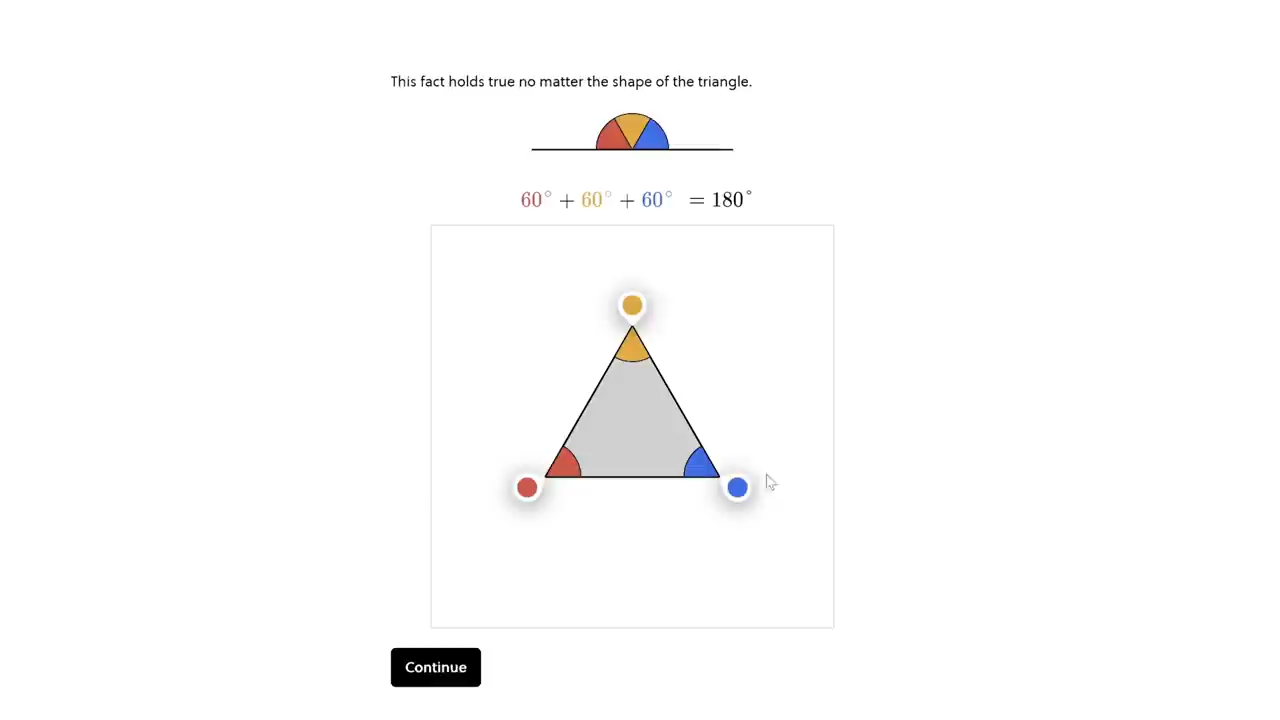 This fact holds true no matter the shape of the triangle.
60° + 60° + 60° = 180°
Continue